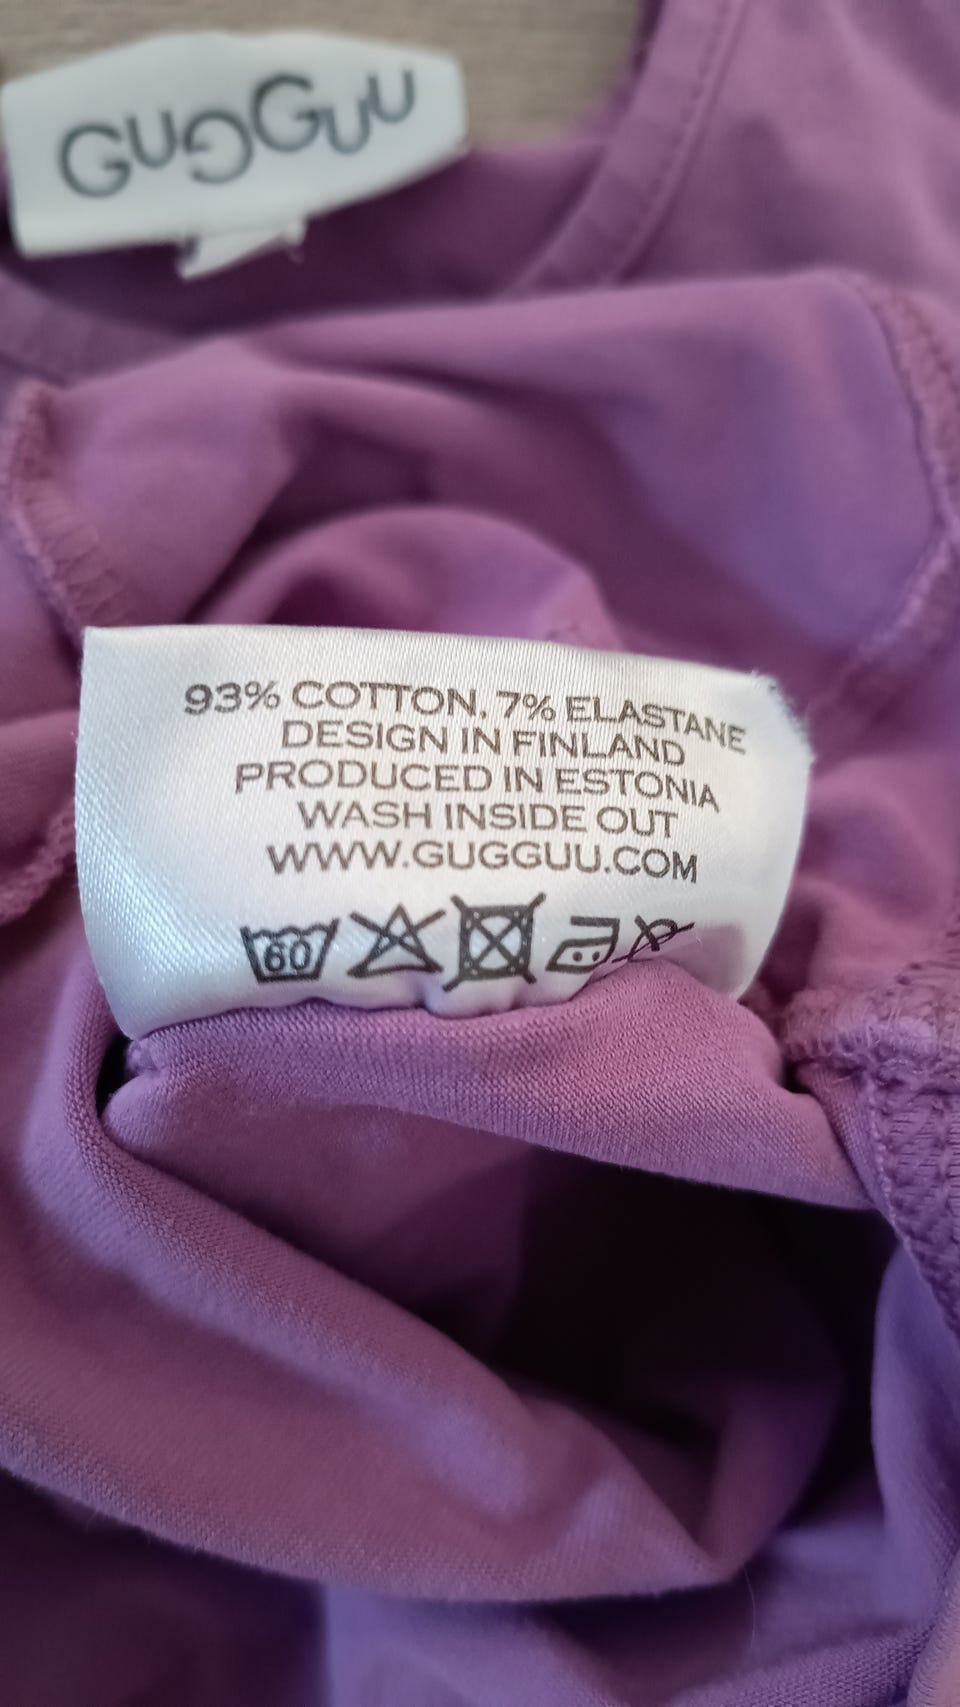 GUGGUU
93% COTTON, 7% ELASTANE
DESIGN IN FINLAND
PRODUCED IN ESTONIA
WASH INSIDE OUT
WWW.GUGGUU.COM
60